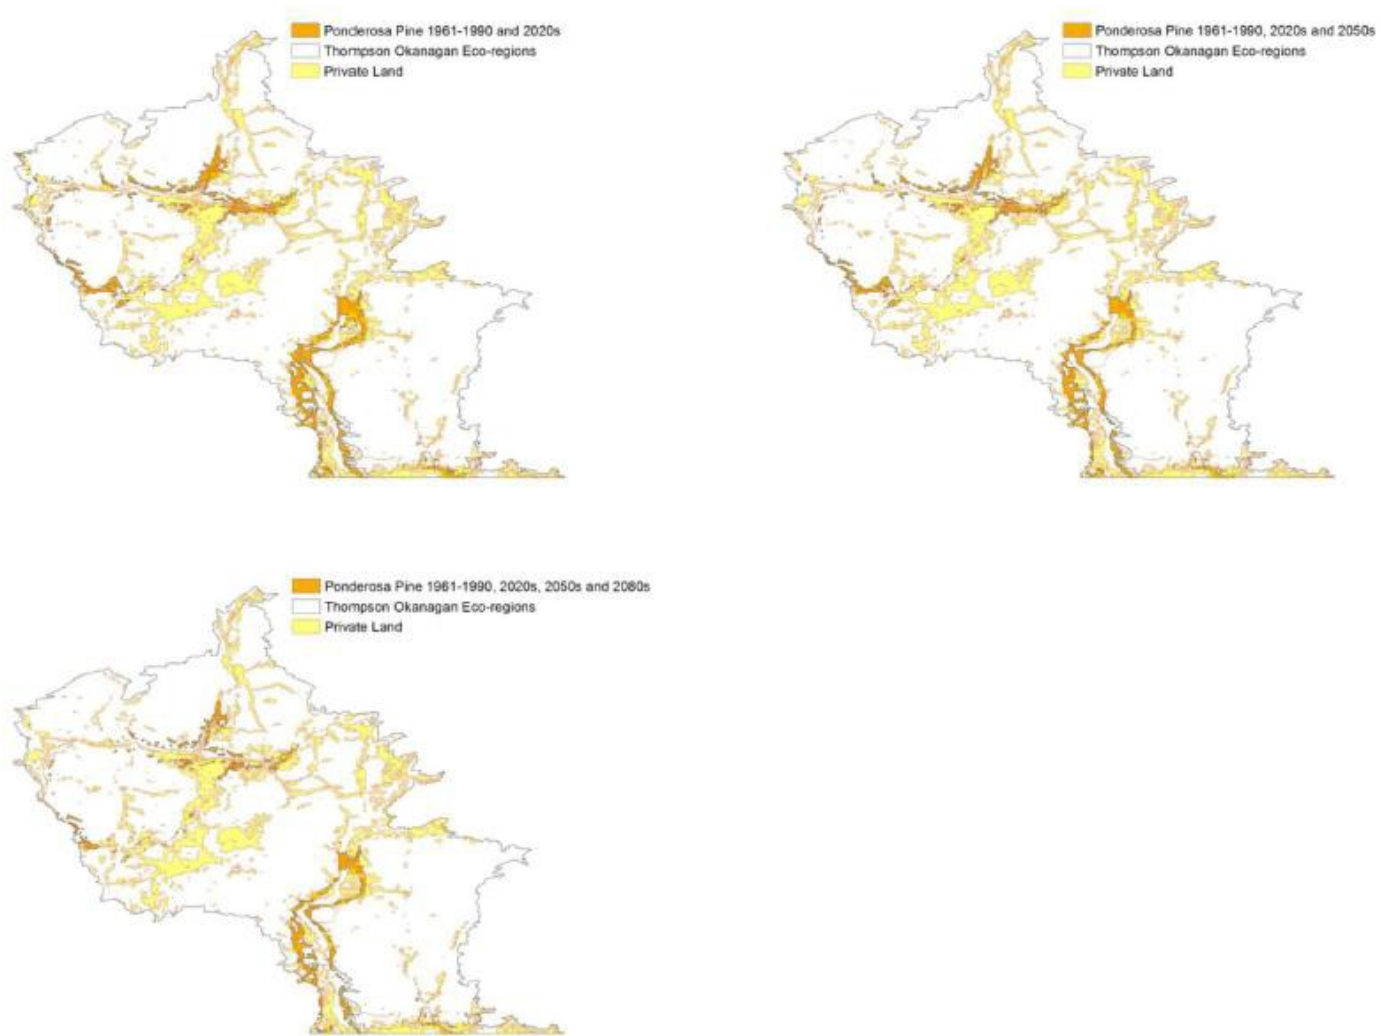 Ponderosa Pine 1961-1990 and 2020s
Thompson Okanagan Eco-regions
Private Land
Ponderosa Pine 1961-1990, 2020s and 2050s
Thompson Okanagan Eco-regions
Private Land
Ponderosa Pine 1961-1990, 2020s, 2050s and 2080s
Thompson Okanagan Eco-regions
Private Land